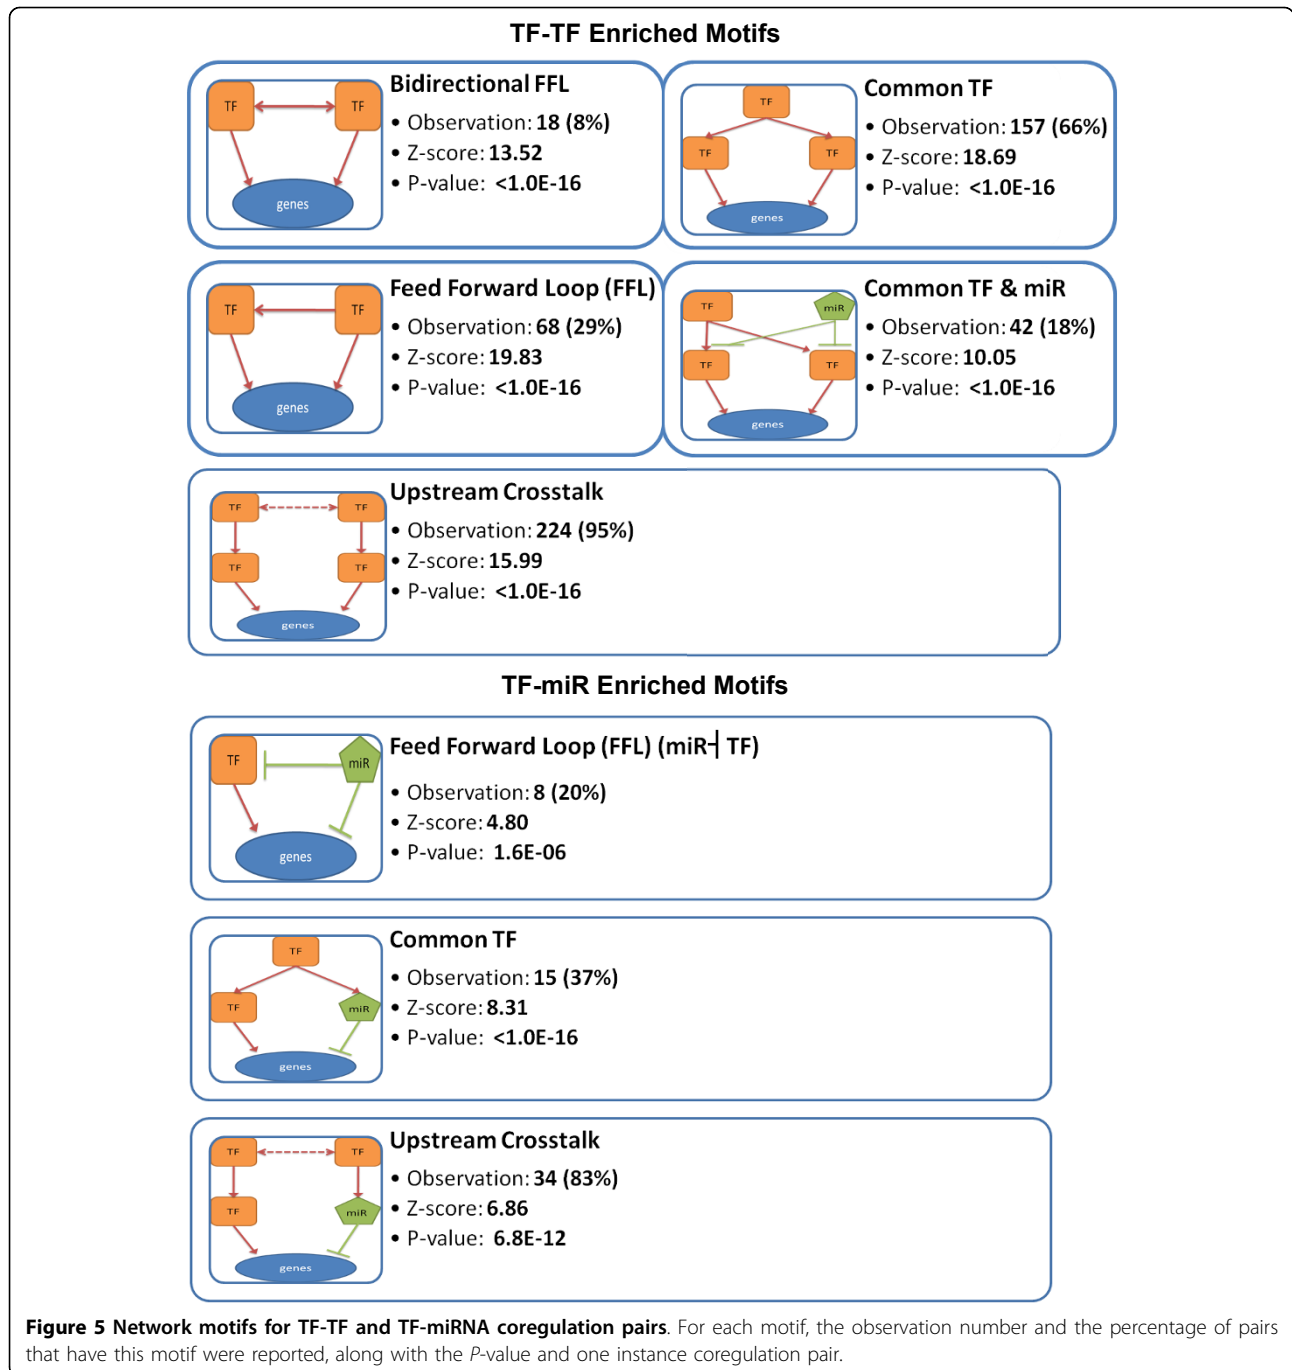 TF-TF Enriched Motifs
Bidirectional FFL
TF TF
genes
• Observation: 18 (8%)
• Z-score: 13.52
• P-value: <1.0E-16
Common TF
TF
TF TF
genes
• Observation: 157 (66%)
• Z-score: 18.69
• P-value: <1.0E-16
Feed Forward Loop (FFL)
TF TF
genes
• Observation: 68 (29%)
• Z-score: 19.83
• P-value: <1.0E-16
Common TF & miR
TF miR
TF TF
genes
• Observation: 42 (18%)
• Z-score: 10.05
• P-value: <1.0E-16
Upstream Crosstalk
TF TF
TF TF
genes
• Observation: 224 (95%)
• Z-score: 15.99
• P-value: <1.0E-16
TF-miR Enriched Motifs
Feed Forward Loop (FFL) (miR┤ TF)
TF miR
genes
• Observation: 8 (20%)
• Z-score: 4.80
• P-value: 1.6E-06
Common TF
TF
TF miR
genes
• Observation: 15 (37%)
• Z-score: 8.31
• P-value: <1.0E-16
Upstream Crosstalk
TF TF
TF miR
genes
• Observation: 34 (83%)
• Z-score: 6.86
• P-value: 6.8E-12
Figure 5 Network motifs for TF-TF and TF-miRNA coregulation pairs. For each motif, the observation number and the percentage of pairs
that have this motif were reported, along with the P-value and one instance coregulation pair.